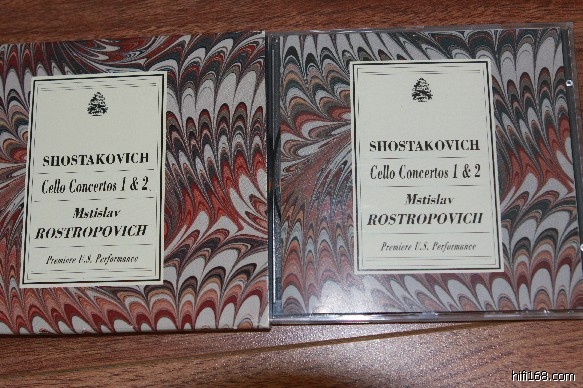 SHOSTAKOVICH
Cello Concertos 1 & 2
Mstislav
ROSTROPOVICH
Premiere U.S. Performance
SHOSTAKOVICH
Cello Concertos 1 & 2
Mstislav
ROSTROPOVICH
Premiere U.S. Performance
hifi168.com